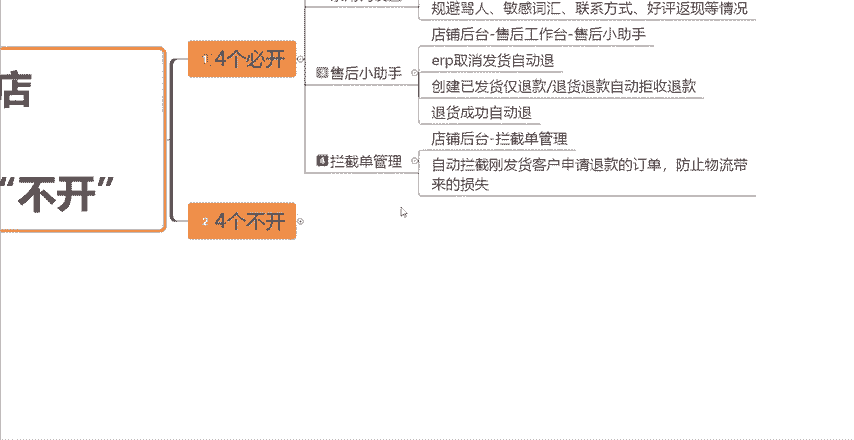 规避骂人、敏感词汇、联系方式、好评返现等情况
店铺后台-售后工作台-售后小助手
1 4个必开
售后小助手
erp取消发货自动退
创建已发货仅退款/退货退款自动拒收退款
店
退货成功自动退
店铺后台-拦截单管理
4 拦截单管理
自动拦截刚发货客户申请退款的订单，防止物流带
来的损失
“不开”
2 4个不开